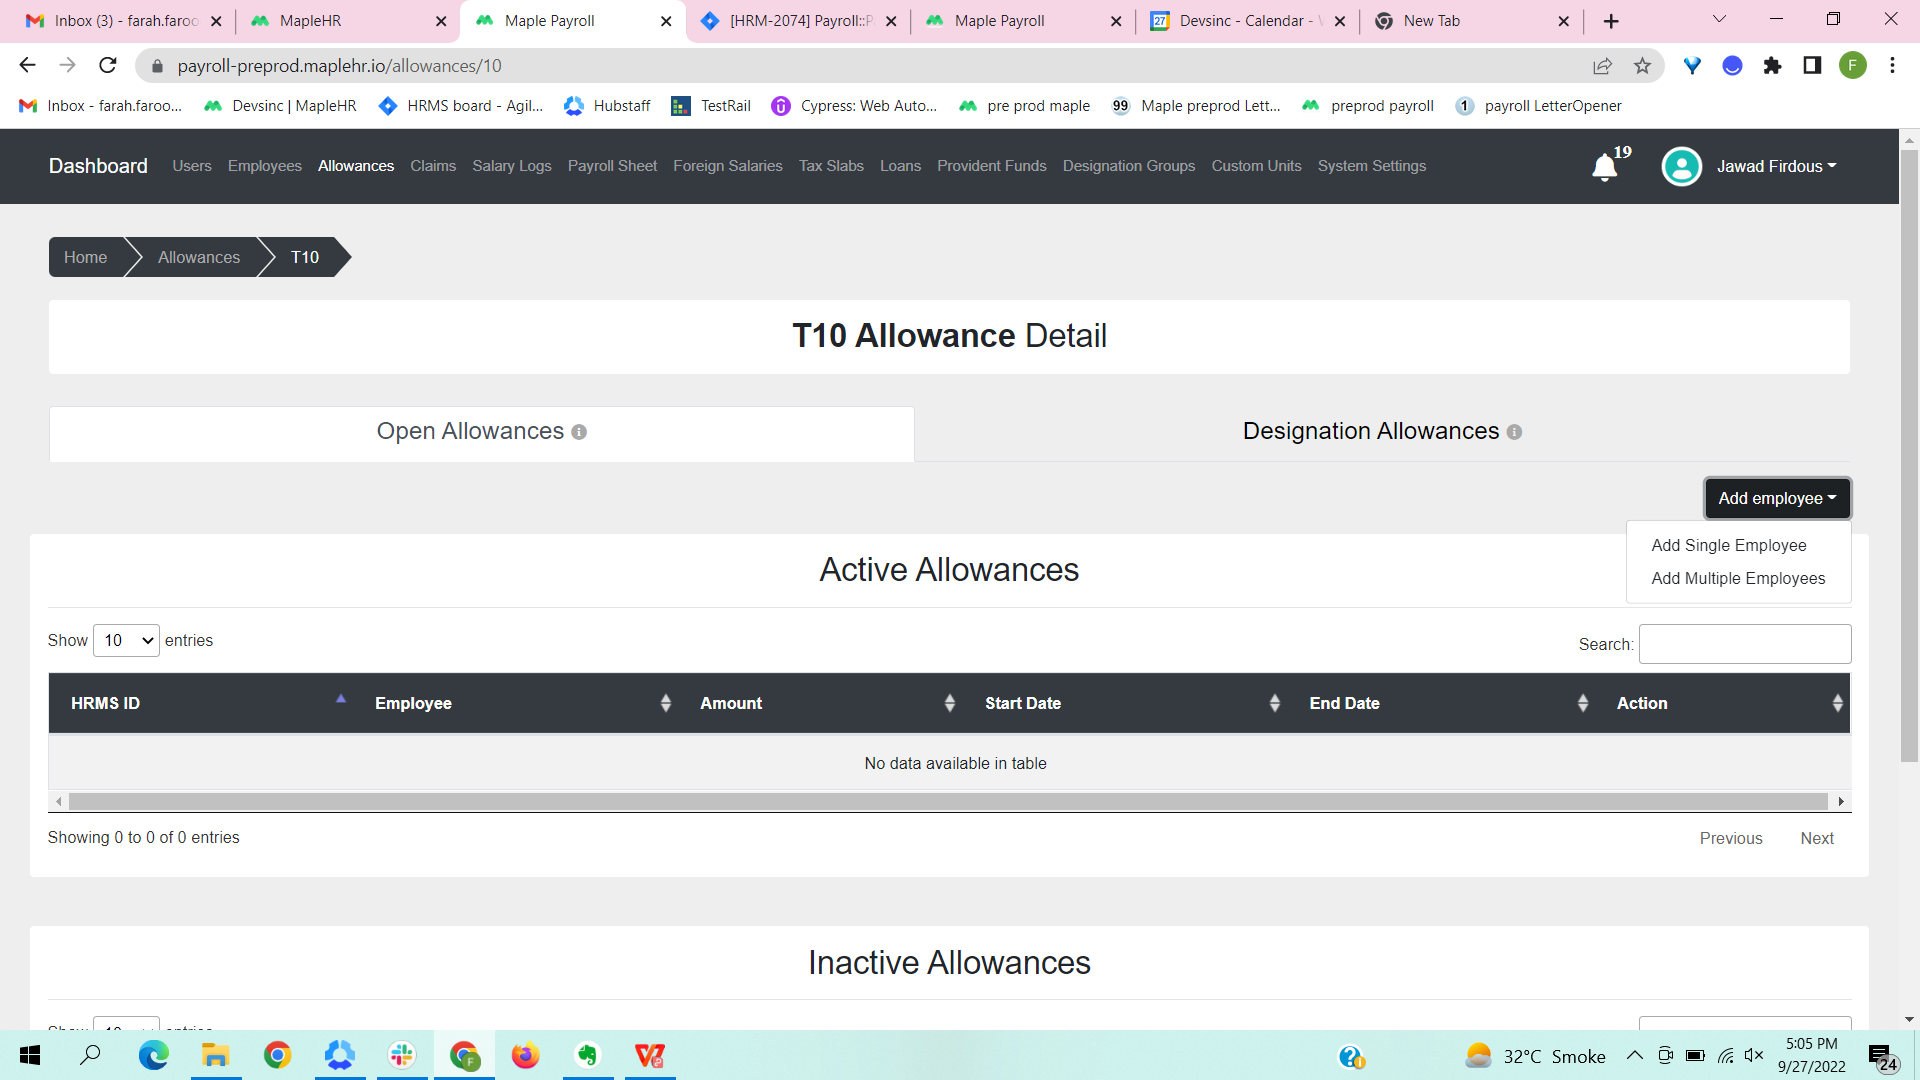 Inbox (3) - farah.faroo
MapleHR
Maple Payroll
[HRM-2074] Payroll::P
Maple Payroll
27
Devsinc - Calendar -
New Tab
payroll-preprod.maplehr.io/allowances/10
F
Inbox - farah.faroo...
Devsinc | MapleHR
HRMS board - Agil...
Hubstaff
TestRail
Cypress: Web Auto...
pre prod maple
99
Maple preprod Lett...
preprod payroll
1
payroll LetterOpener
Dashboard
Users
Employees
Allowances
Claims
Salary Logs
Payroll Sheet
Foreign Salaries
Tax Slabs
Loans
Provident Funds
Designation Groups
Custom Units
System Settings
19
Jawad Firdous
Home
Allowances
T10
T10 Allowance Detail
Open Allowances
Designation Allowances
Add employee
Add Single Employee
Add Multiple Employees
Active Allowances
Show 10 entries
Search:
HRMS ID
Employee
Amount
Start Date
End Date
Action
No data available in table
Showing 0 to 0 of 0 entries
Previous
Next
Inactive Allowances
Show 10 entries
F
32°C Smoke
5:05 PM
9/27/2022
24